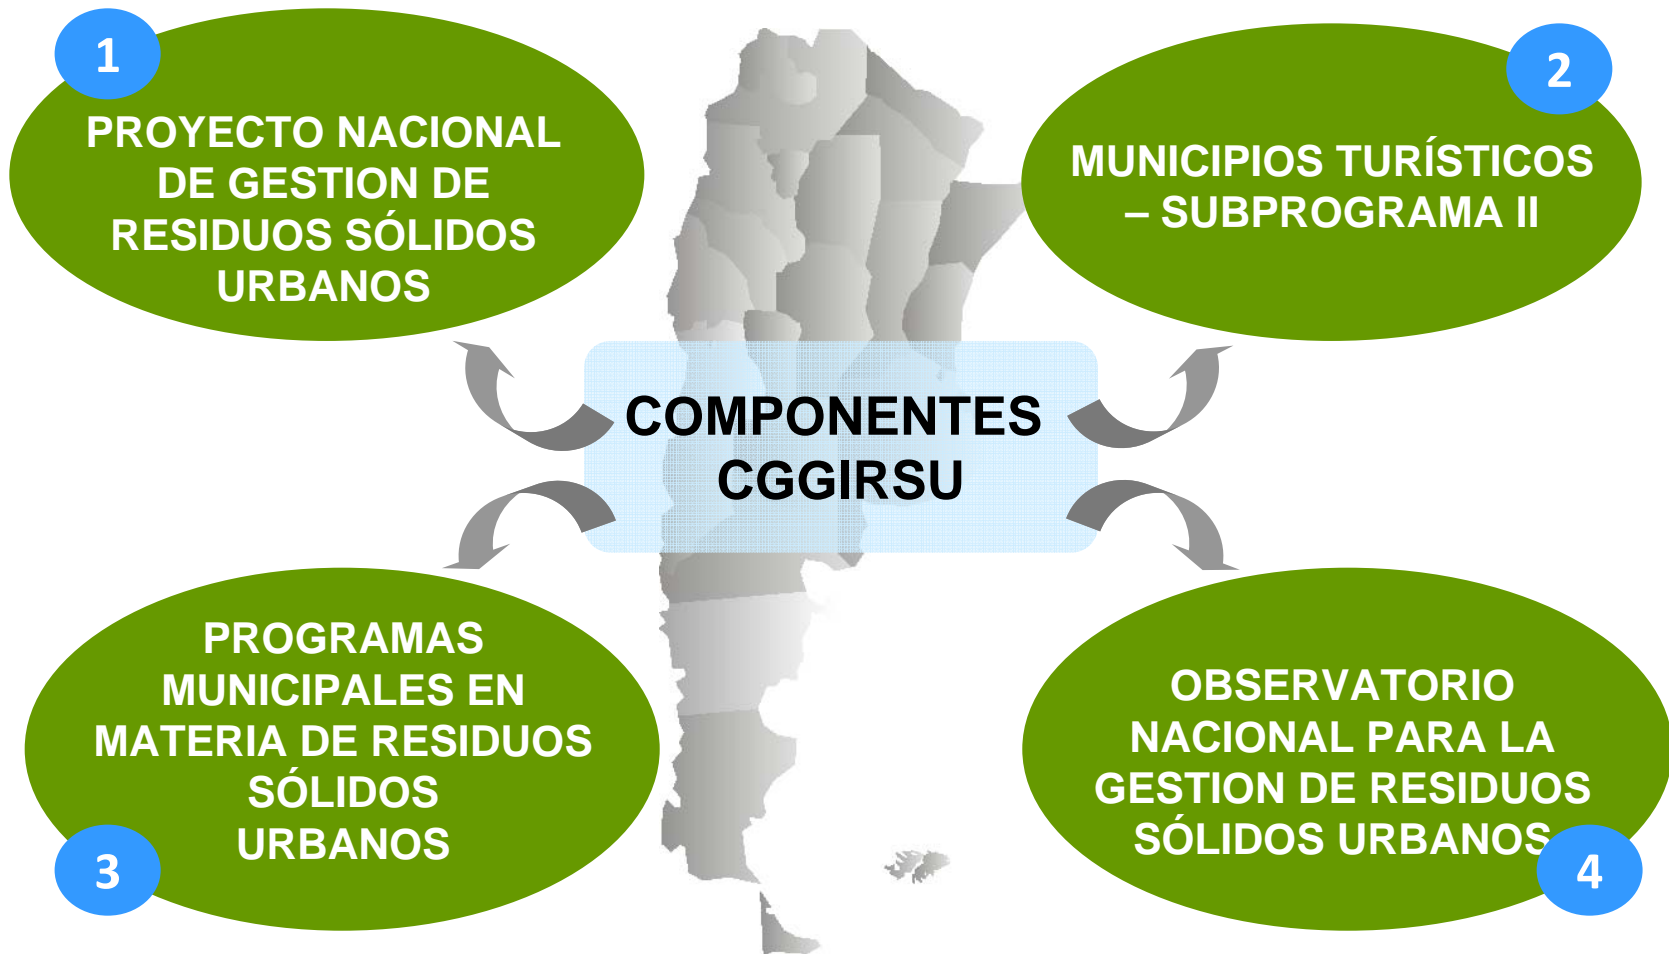 1
PROYECTO NACIONAL
DE GESTION DE
RESIDUOS SÓLIDOS
URBANOS
2
MUNICIPIOS TURÍSTICOS
– SUBPROGRAMA II
COMPONENTES
CGGIRSU
PROGRAMAS
MUNICIPALES EN
MATERIA DE RESIDUOS
SÓLIDOS
URBANOS
3
OBSERVATORIO
NACIONAL PARA LA
GESTION DE RESIDUOS
SÓLIDOS URBANOS
4